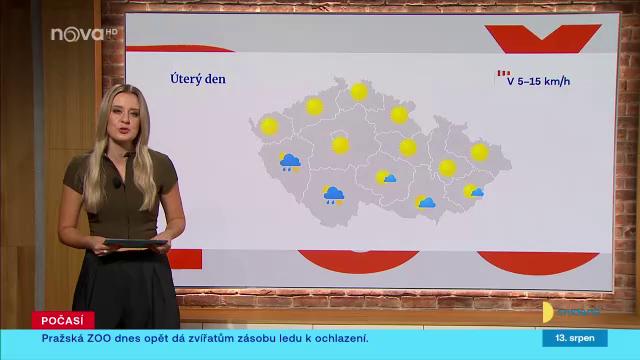 nova HD
Úterý den
V 5–15 km/h
POČASÍ
Pražská ZOO dnes opět dá zvířatům zásobu ledu k ochlazení.
13. srpen